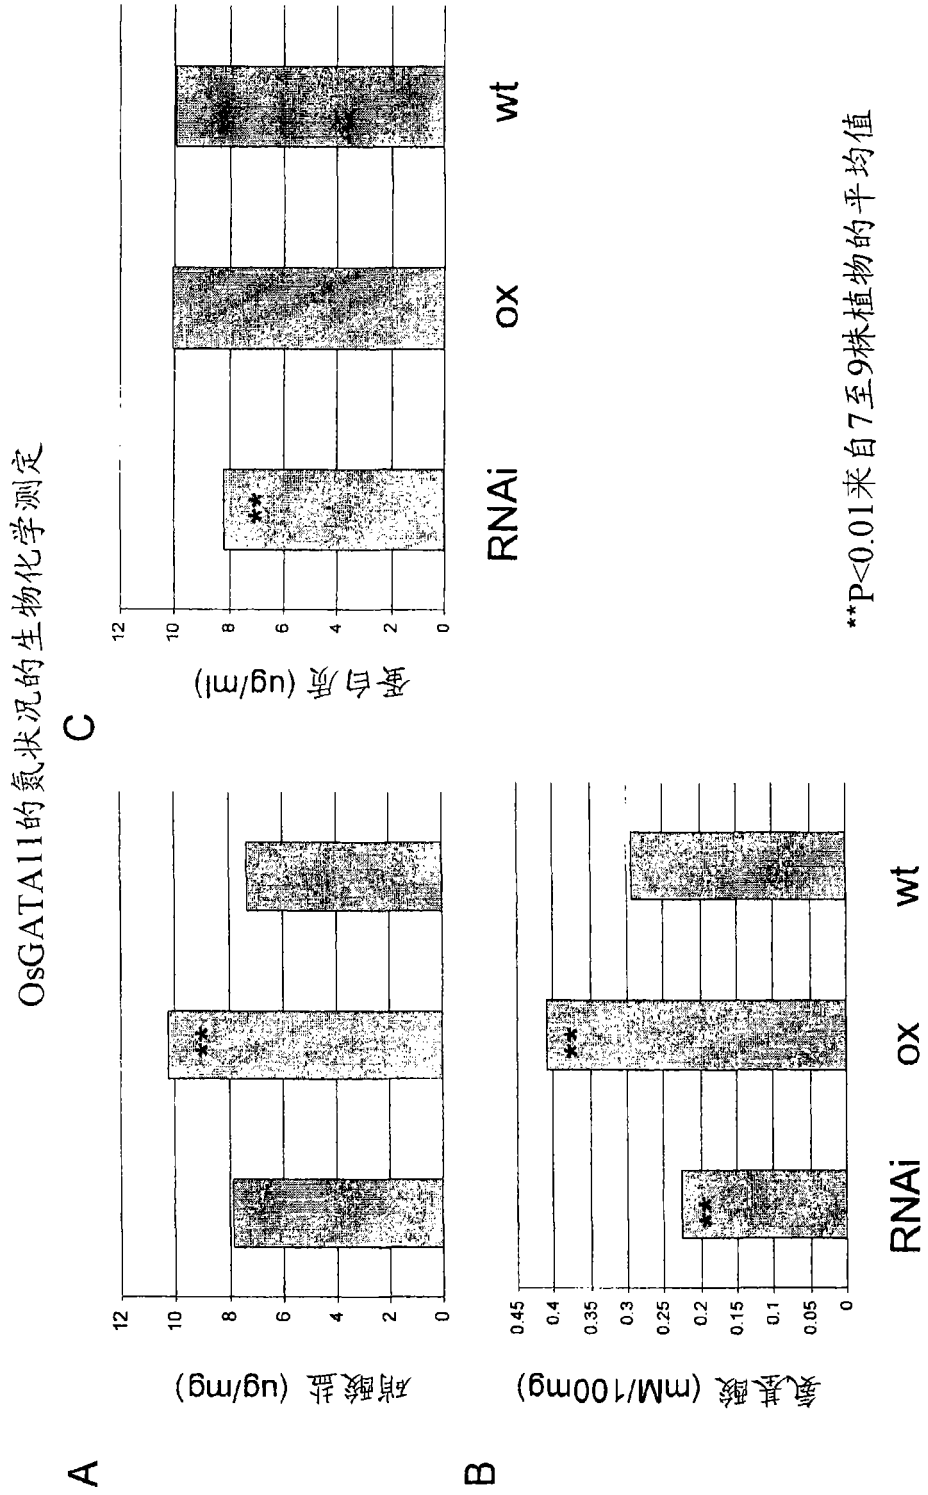 OsGATA11的氮状况的生物化学测定
A
硝酸盐 (ug/mg)
12
10
8
6
4
2
0
**
B
氨基酸 (mM/100mg)
0.45
0.4
0.35
0.3
0.25
0.2
0.15
0.1
0.05
0
**
**
RNAi
ox
wt
C
蛋白质 (ug/ml)
12
10
8
6
4
2
0
**
RNAi
ox
wt
**P<0.01来自7至9株植物的平均值